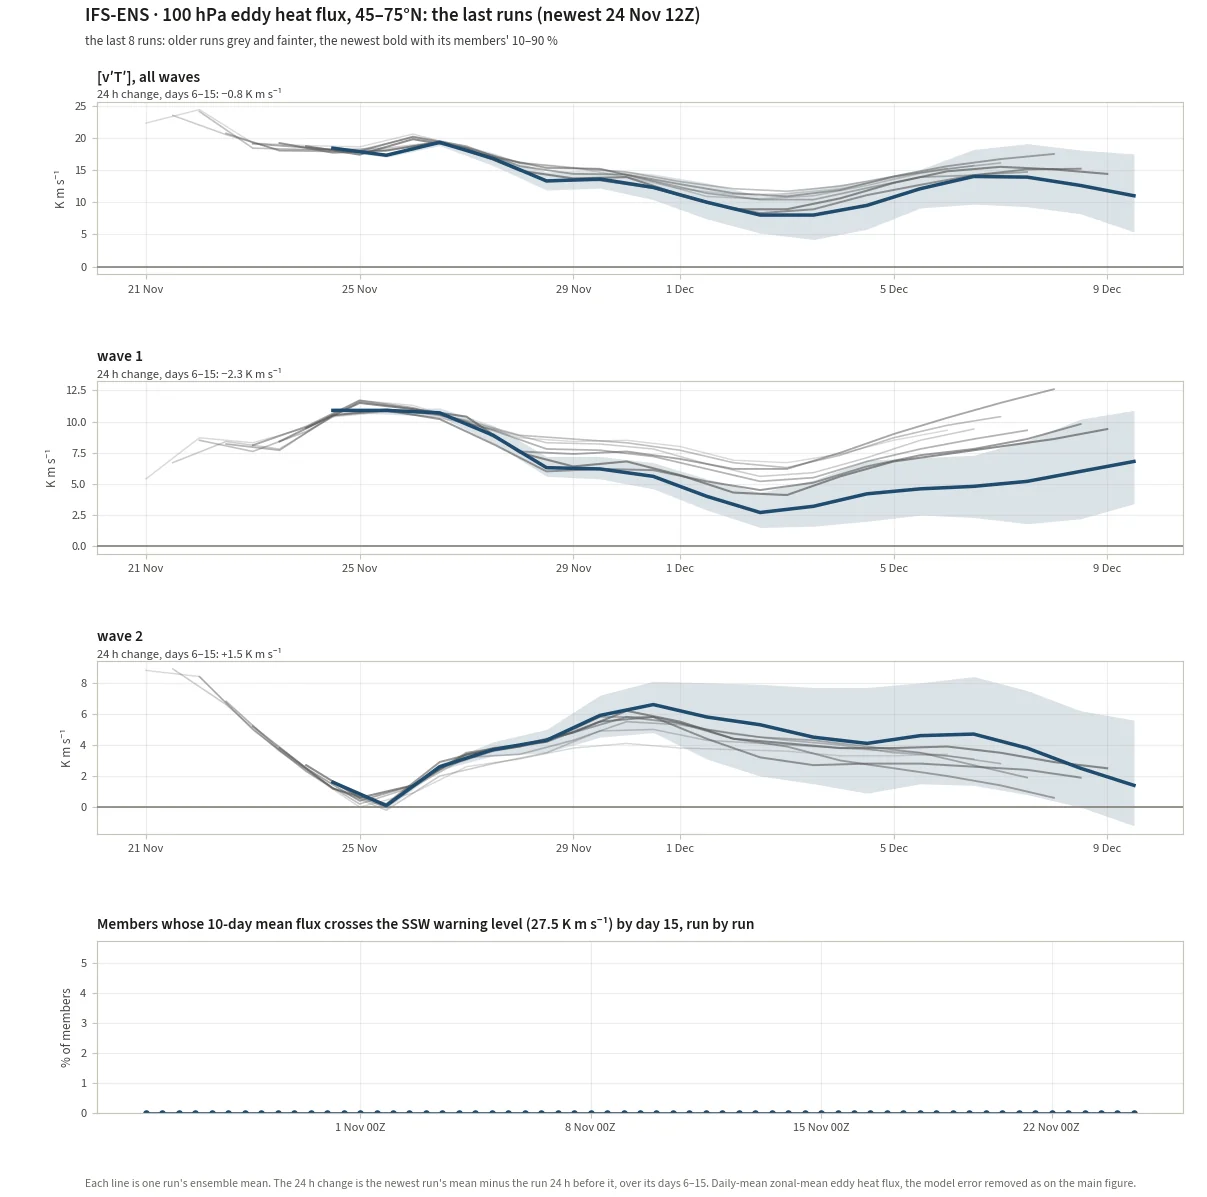 IFS-ENS · 100 hPa eddy heat flux, 45–75°N: the last runs (newest 24 Nov 12Z)
the last 8 runs: older runs grey and fainter, the newest bold with its members' 10–90 %
[v′T′], all waves
24 h change, days 6–15: −0.8 K m s⁻¹
25
20
15
10
5
0
K m s⁻¹
21 Nov 25 Nov 29 Nov 1 Dec 5 Dec 9 Dec
wave 1
24 h change, days 6–15: −2.3 K m s⁻¹
12.5
10.0
7.5
5.0
2.5
0.0
K m s⁻¹
21 Nov 25 Nov 29 Nov 1 Dec 5 Dec 9 Dec
wave 2
24 h change, days 6–15: +1.5 K m s⁻¹
8
6
4
2
0
K m s⁻¹
21 Nov 25 Nov 29 Nov 1 Dec 5 Dec 9 Dec
Members whose 10-day mean flux crosses the SSW warning level (27.5 K m s⁻¹) by day 15, run by run
5
4
3
2
1
0
% of members
1 Nov 00Z 8 Nov 00Z 15 Nov 00Z 22 Nov 00Z
Each line is one run's ensemble mean. The 24 h change is the newest run's mean minus the run 24 h before it, over its days 6–15. Daily-mean zonal-mean eddy heat flux, the model error removed as on the main figure.